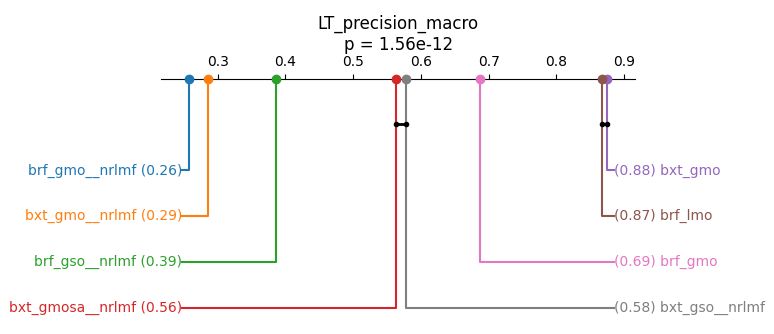 LT_precision_macro
p = 1.56e-12
0.3 0.4 0.5 0.6 0.7 0.8 0.9
brf_gmo__nrlmf (0.26) (0.88) bxt_gmo
bxt_gmo__nrlmf (0.29) (0.87) brf_lmo
brf_gso__nrlmf (0.39) (0.69) brf_gmo
bxt_gmosa__nrlmf (0.56) (0.58) bxt_gso__nrlmf